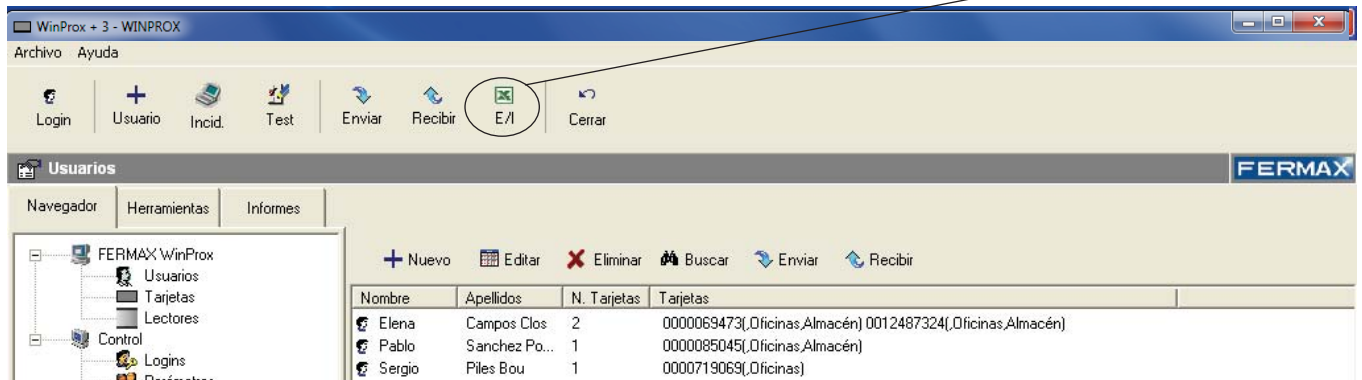 WinProx + 3 - WINPROX
Archivo Ayuda
Login Usuario Incid. Test Enviar Recibir E/I Cerrar
Usuarios FERMAX
Navegador Herramientas Informes
FERMAX WinProx
Usuarios
Tarjetas
Lectores
Control
Logins
Parámetros
Nuevo Editar Eliminar Buscar Enviar Recibir
Nombre Apellidos N. Tarjetas Tarjetas
Elena Campos Clos 2 0000069473(,Oficinas,Almacén) 0012487324(,Oficinas,Almacén)
Pablo Sanchez Po... 1 0000085045(,Oficinas,Almacén)
Sergio Piles Bou 1 0000719069(,Oficinas)